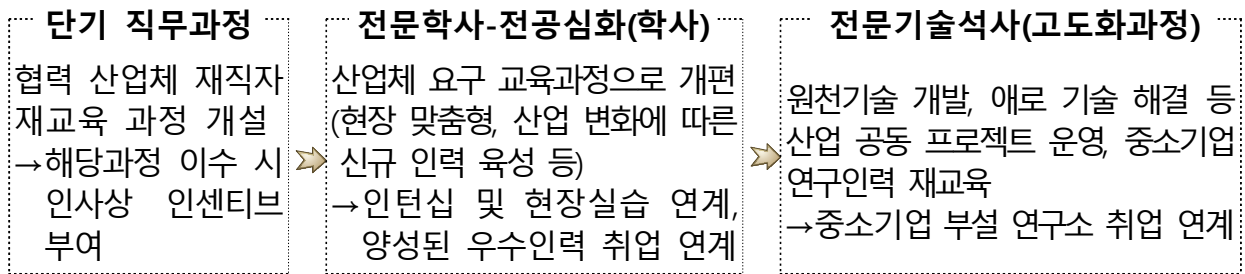 단기 직무과정
협력 산업체 재직자
재교육 과정 개설
→해당과정 이수 시
인사상 인센티브
부여
전문학사-전공심화(학사)
산업체 요구 교육과정으로 개편
(현장 맞춤형, 산업 변화에 따른
신규 인력 육성 등)
→인턴십 및 현장실습 연계,
양성된 우수인력 취업 연계
전문기술석사(고도화과정)
원천기술 개발, 애로 기술 해결 등
산업 공동 프로젝트 운영, 중소기업
연구인력 재교육
→중소기업 부설 연구소 취업 연계